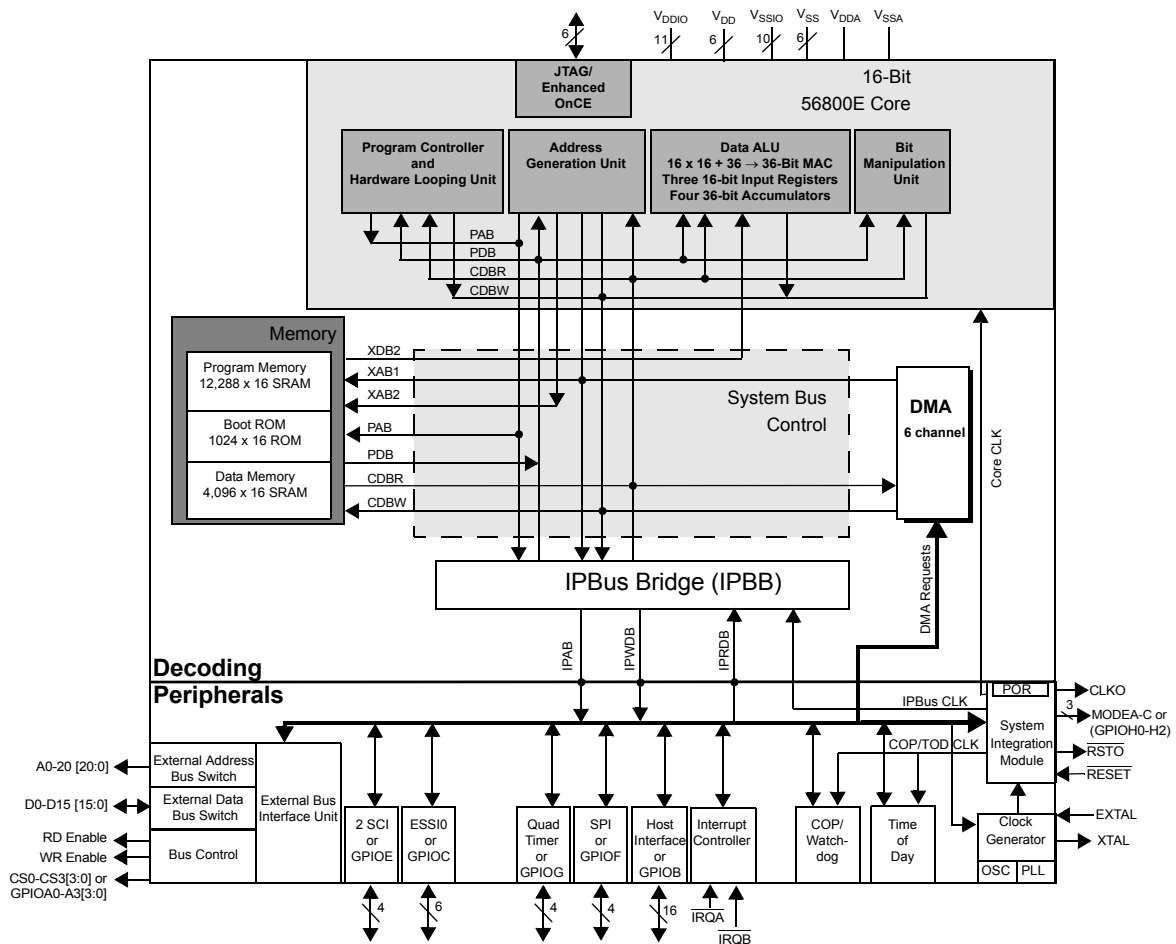 V_DDIO V_DD V_SSIO V_SS V_DDA V_SSA
6 11 6 10 6
JTAG/
Enhanced
OnCE
16-Bit
56800E Core
Program Controller
and
Hardware Looping Unit
Address
Generation Unit
Data ALU
16 x 16 + 36 → 36-Bit MAC
Three 16-bit Input Registers
Four 36-bit Accumulators
Bit
Manipulation
Unit
PAB
PDB
CDBR
CDBW
Memory
Program Memory
12,288 x 16 SRAM
Boot ROM
1024 x 16 ROM
Data Memory
4,096 x 16 SRAM
XDB2
XAB1
XAB2
PAB
PDB
CDBR
CDBW
System Bus
Control
DMA
6 channel
Core CLK
DMA Requests
IPBus Bridge (IPBB)
IPAB
IPWDB
IPRDB
Decoding
Peripherals
IPBus CLK
COP/TOD CLK
POR
System
Integration
Module
CLKO
3
MODEA-C or
(GPIOH0-H2)
RSTO
RESET
EXTAL
XTAL
Clock
Generator
OSC PLL
A0-20 [20:0]
D0-D15 [15:0]
RD Enable
WR Enable
CS0-CS3[3:0] or
GPIOA0-A3[3:0]
External Address
Bus Switch
External Data
Bus Switch
Bus Control
External Bus
Interface Unit
2 SCI
or
GPIOE
ESSI0
or
GPIOC
Quad
Timer
or
GPIOG
SPI
or
GPIOF
Host
Interface
or
GPIOB
Interrupt
Controller
COP/
Watch-
dog
Time
of
Day
4
6
4
4
16
IRQA
IRQB